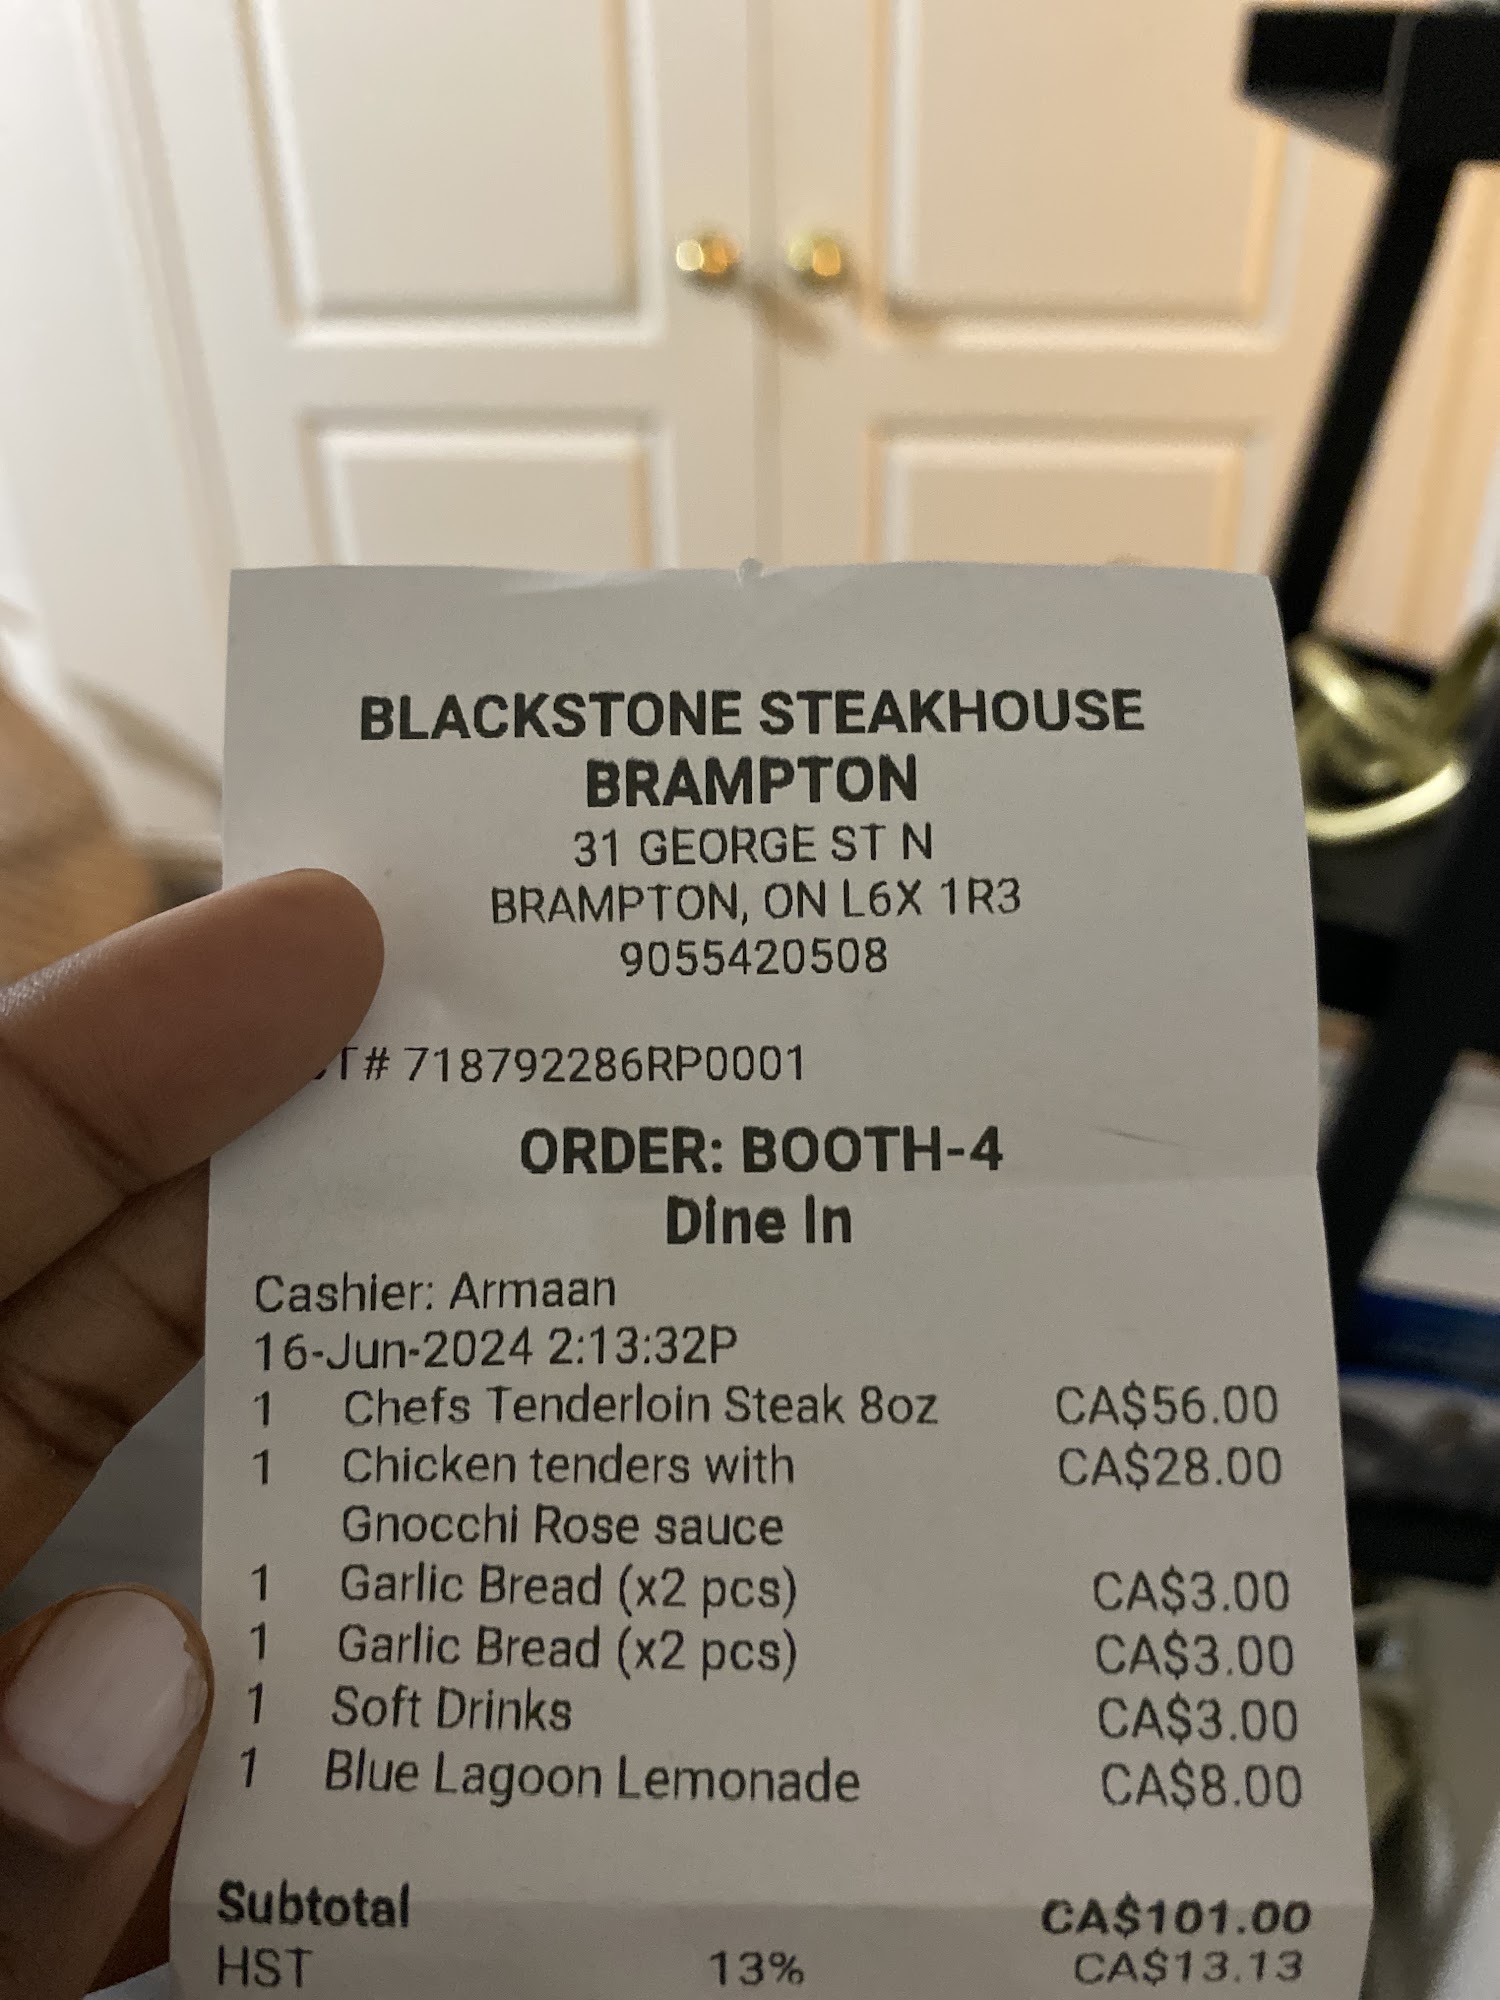 BLACKSTONE STEAKHOUSE
BRAMPTON
31 GEORGE ST N
BRAMPTON, ON L6X 1R3
9055420508
T# 718792286RP0001
ORDER: BOOTH-4
Dine In
Cashier: Armaan
16-Jun-2024 2:13:32P
1 Chefs Tenderloin Steak 8oz CA$56.00
1 Chicken tenders with CA$28.00
Gnocchi Rose sauce
1 Garlic Bread (x2 pcs) CA$3.00
1 Garlic Bread (x2 pcs) CA$3.00
1 Soft Drinks CA$3.00
1 Blue Lagoon Lemonade CA$8.00
Subtotal CA$101.00
HST 13% CA$13.13